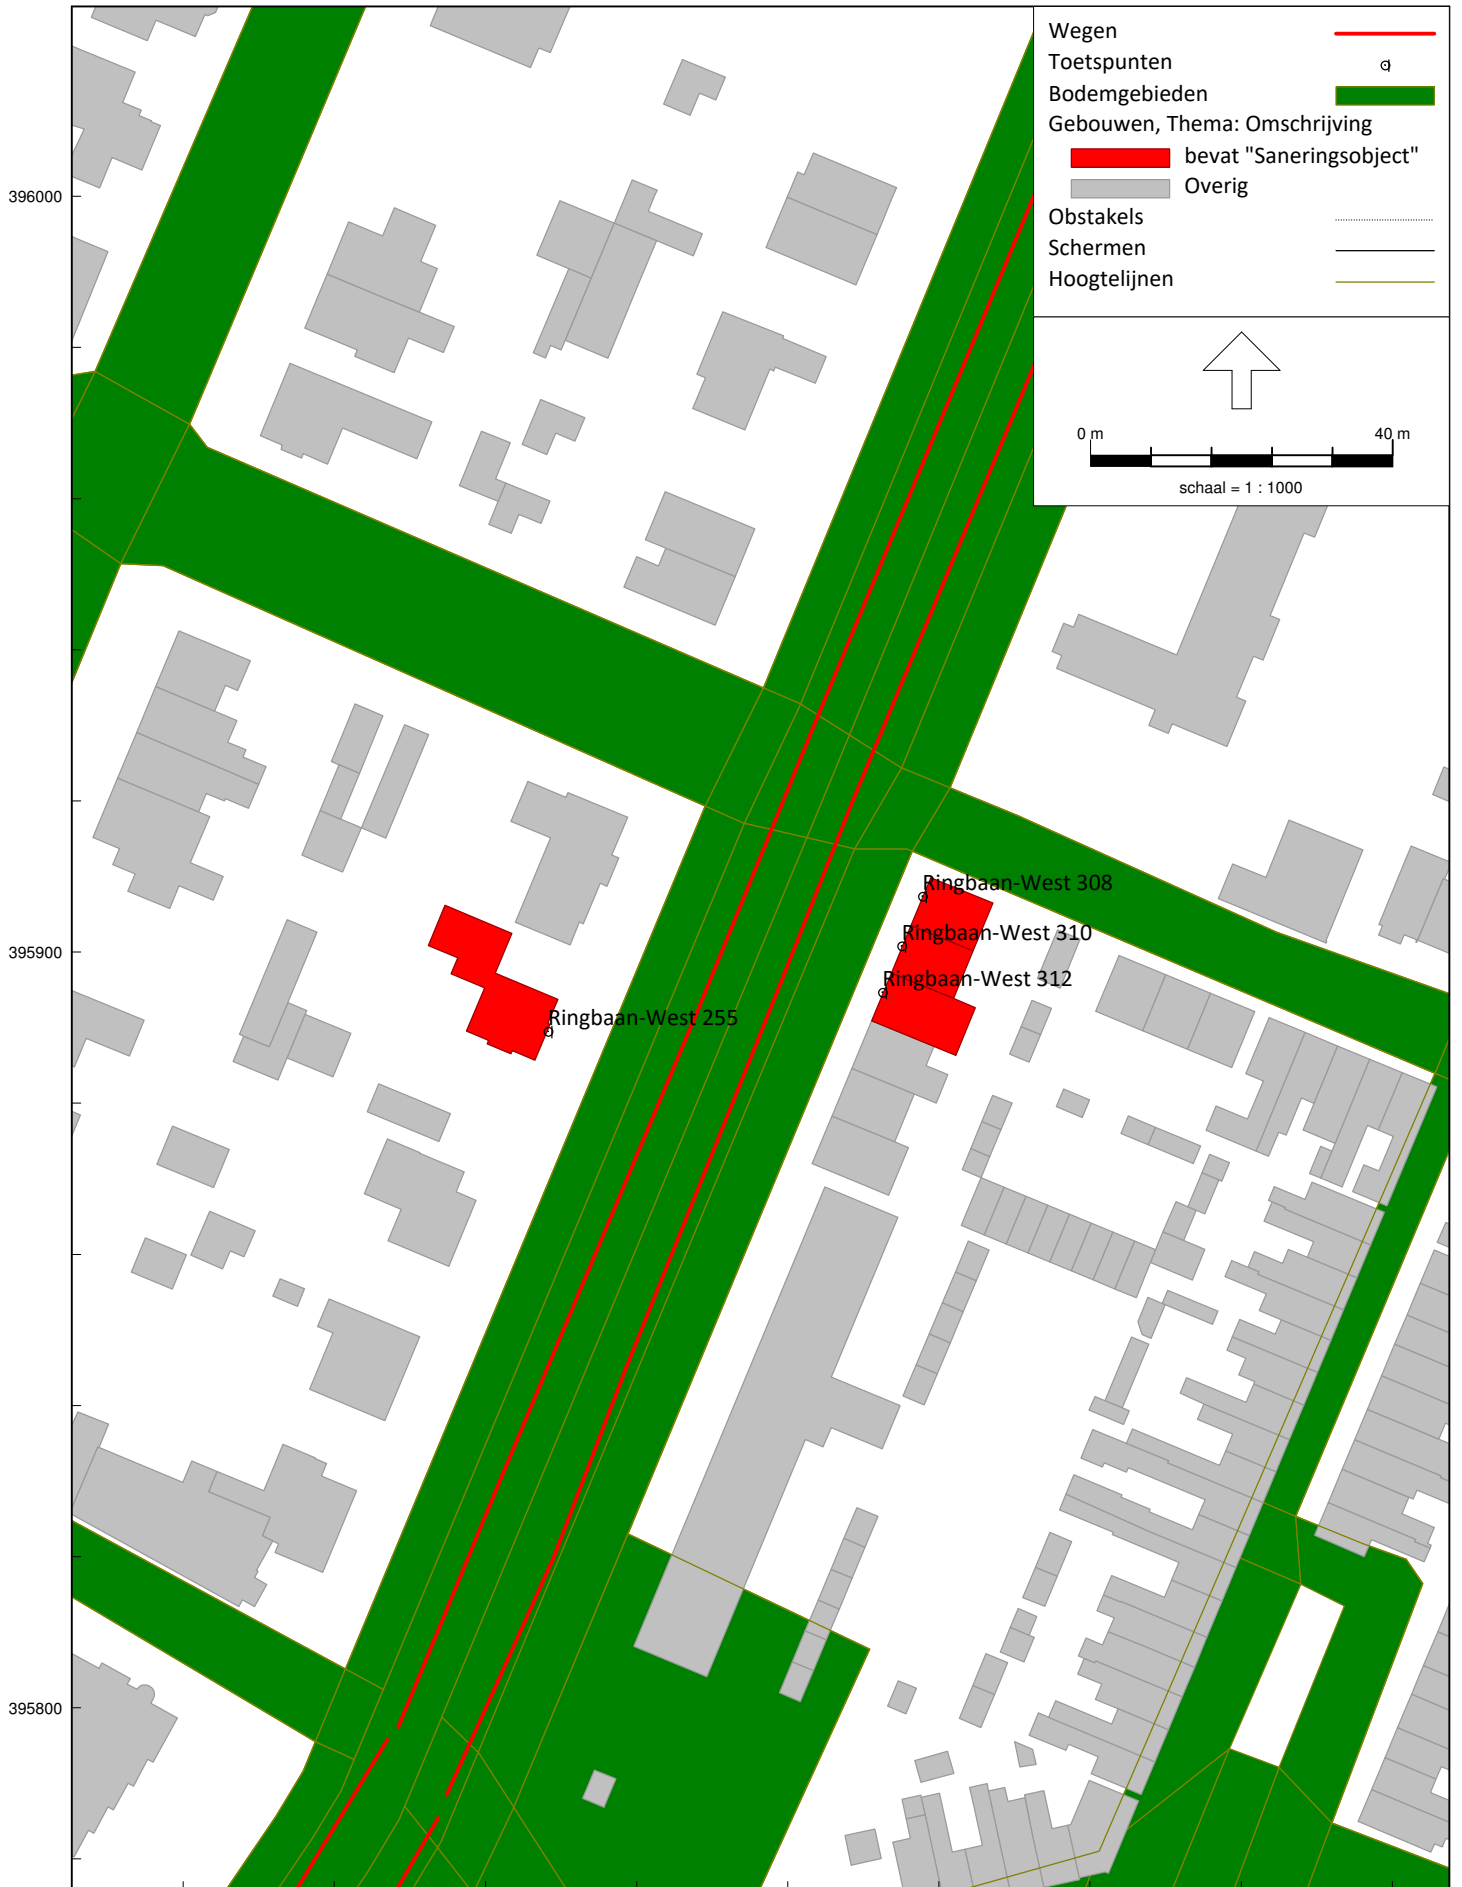 Wegen
Toetspunten
Bodemgebieden
Gebouwen, Thema: Omschrijving
bevat "Saneringsobject"
Overig
Obstakels
Schermen
Hoogtelijnen
0 m 40 m
schaal = 1 : 1000
396000
Ringbaan-West 308
Ringbaan-West 310
395900
Ringbaan-West 312
Ringbaan-West 255
395800